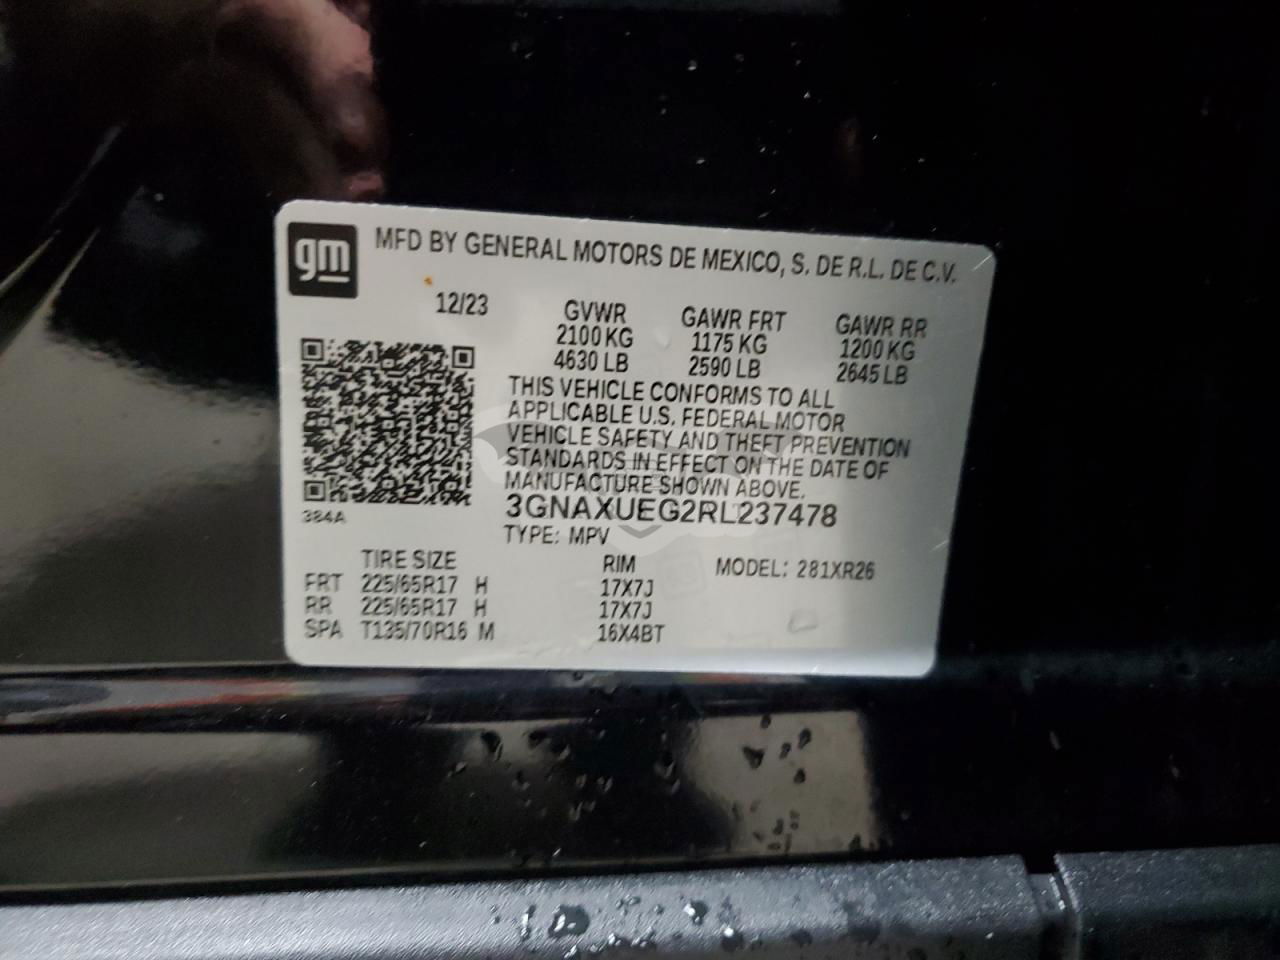 gm
MFD BY GENERAL MOTORS DE MEXICO, S. DE R.L. DE C.V.
12/23 GVWR GAWR FRT GAWR RR
2100 KG 1175 KG 1200 KG
4630 LB 2590 LB 2645 LB
THIS VEHICLE CONFORMS TO ALL
APPLICABLE U.S. FEDERAL MOTOR
VEHICLE SAFETY AND THEFT PREVENTION
STANDARDS IN EFFECT ON THE DATE OF
MANUFACTURE SHOWN ABOVE.
384A
3GNAXUEG2RL237478
TYPE: MPV
TIRE SIZE RIM MODEL: 281XR26
FRT 225/65R17 H 17X7J
RR 225/65R17 H 17X7J
SPA T135/70R16 M 16X4BT